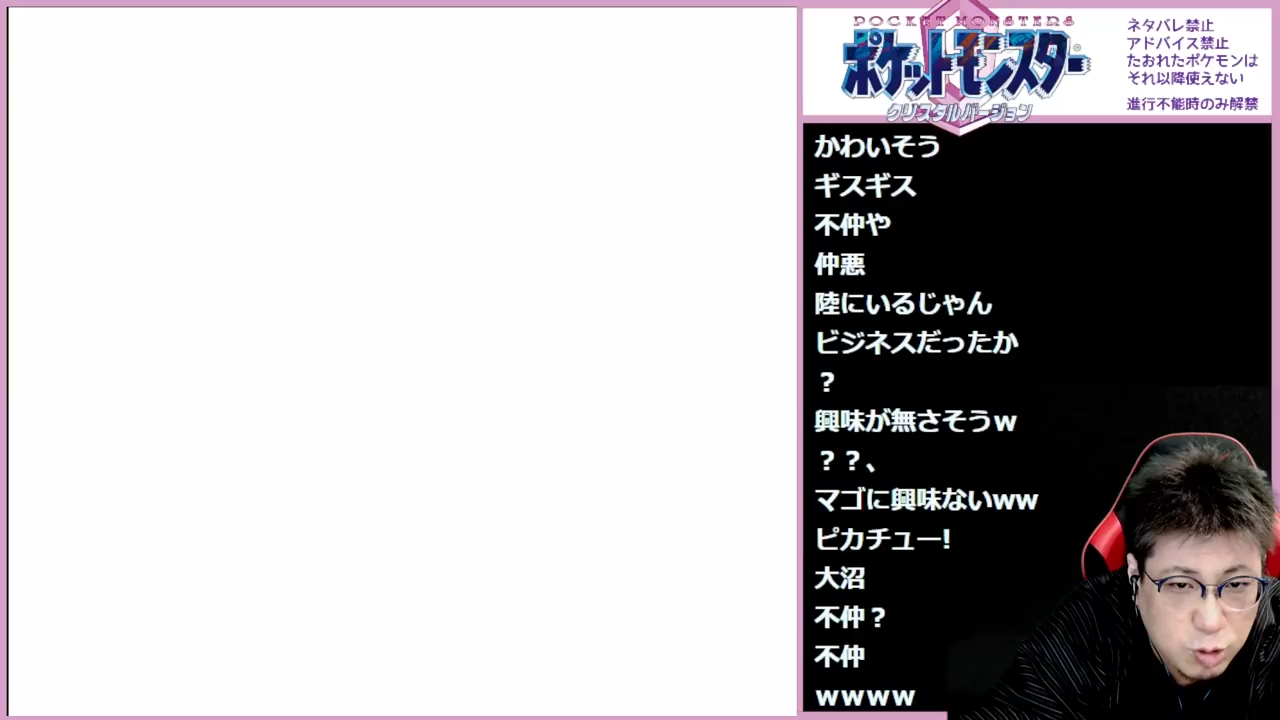 POCKET MONSTERS
ポケットモンスター
クリスタルバージョン
ネタバレ禁止
アドバイス禁止
たおれたポケモンは
それ以降使えない
進行不能時のみ解禁
かわいそう
ギスギス
不仲や
仲悪
陸にいるじゃん
ビジネスだったか
？
興味が無さそうw
？？、
マゴに興味ないww
ピカチュー!
大沼
不仲？
不仲
wwww